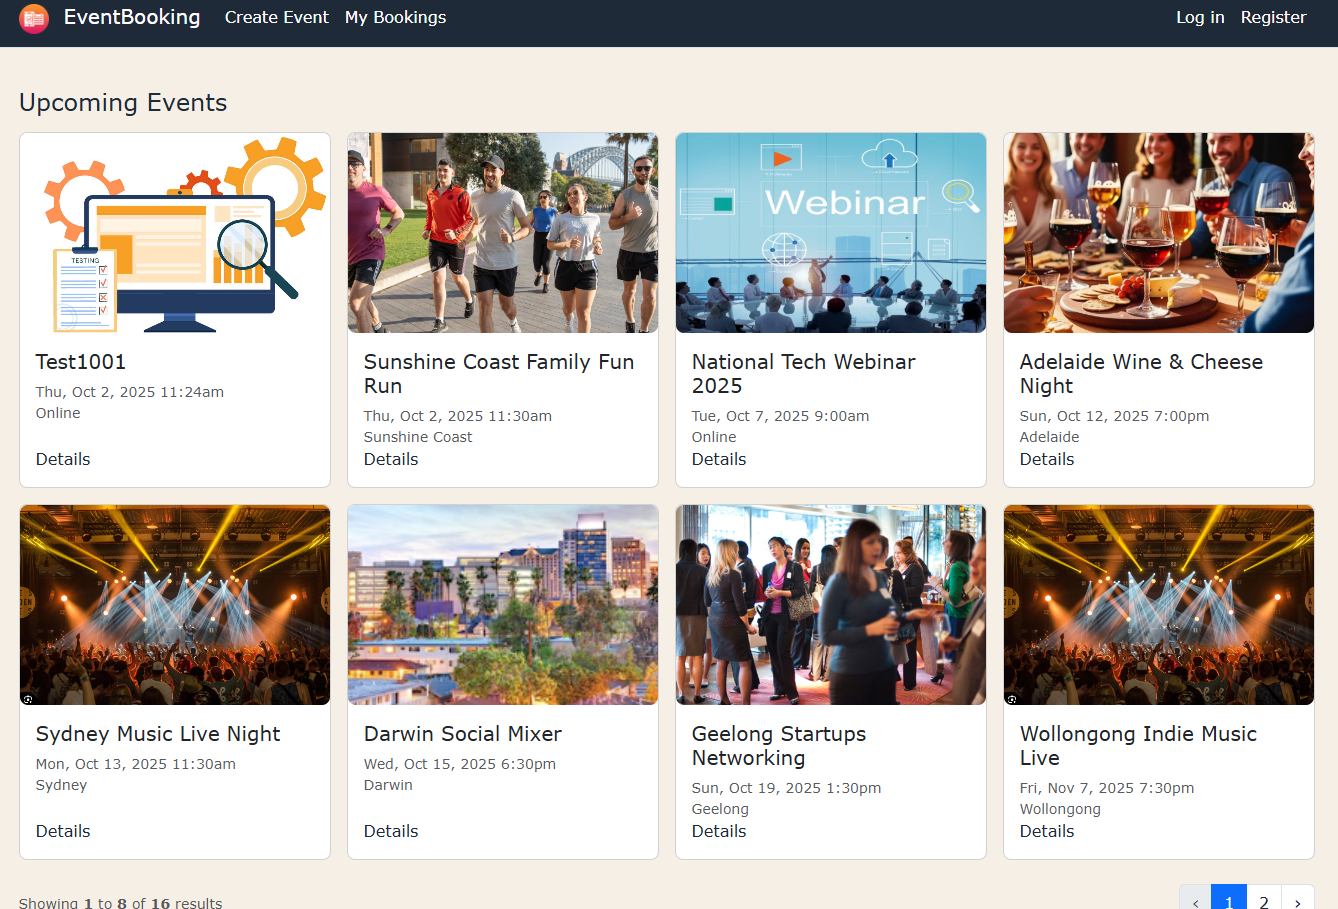 EventBooking Create Event My Bookings Log in Register
Upcoming Events
TESTING
Webinar
Test1001
Thu, Oct 2, 2025 11:24am
Online
Details
Sunshine Coast Family Fun
Run
Thu, Oct 2, 2025 11:30am
Sunshine Coast
Details
National Tech Webinar
2025
Tue, Oct 7, 2025 9:00am
Online
Details
Adelaide Wine & Cheese
Night
Sun, Oct 12, 2025 7:00pm
Adelaide
Details
Sydney Music Live Night
Mon, Oct 13, 2025 11:30am
Sydney
Details
Darwin Social Mixer
Wed, Oct 15, 2025 6:30pm
Darwin
Details
Geelong Startups
Networking
Sun, Oct 19, 2025 1:30pm
Geelong
Details
Wollongong Indie Music
Live
Fri, Nov 7, 2025 7:30pm
Wollongong
Details
Showing 1 to 8 of 16 results
‹ 1 2 ›